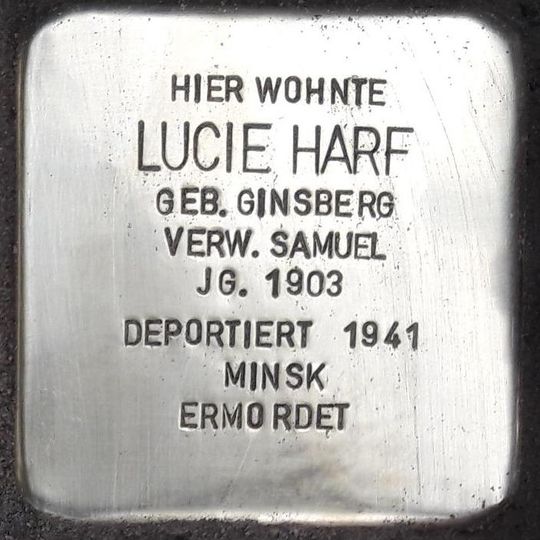 HIER WOHNTE
LUCIE HARF
GEB. GINSBERG
VERW. SAMUEL
JG. 1903
DEPORTIERT 1941
MINSK
ERMORDET